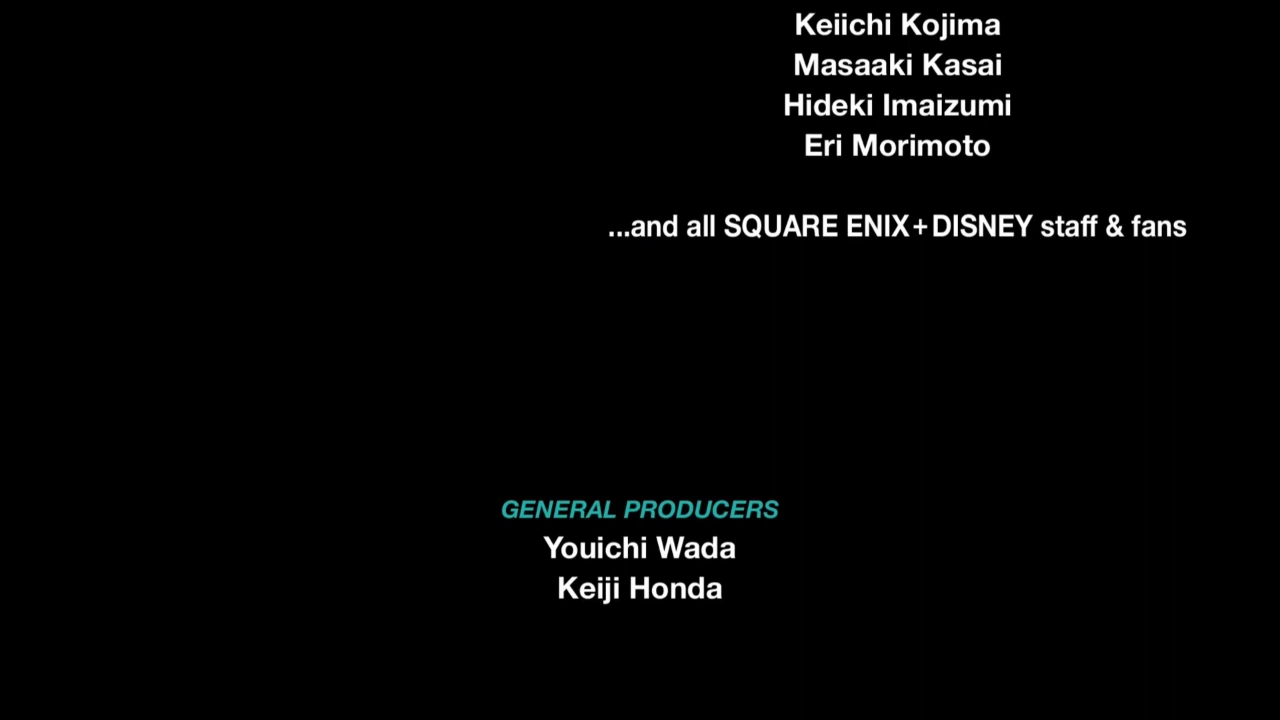 Keiichi Kojima
Masaaki Kasai
Hideki Imaizumi
Eri Morimoto
...and all SQUARE ENIX+DISNEY staff & fans
GENERAL PRODUCERS
Youichi Wada
Keiji Honda